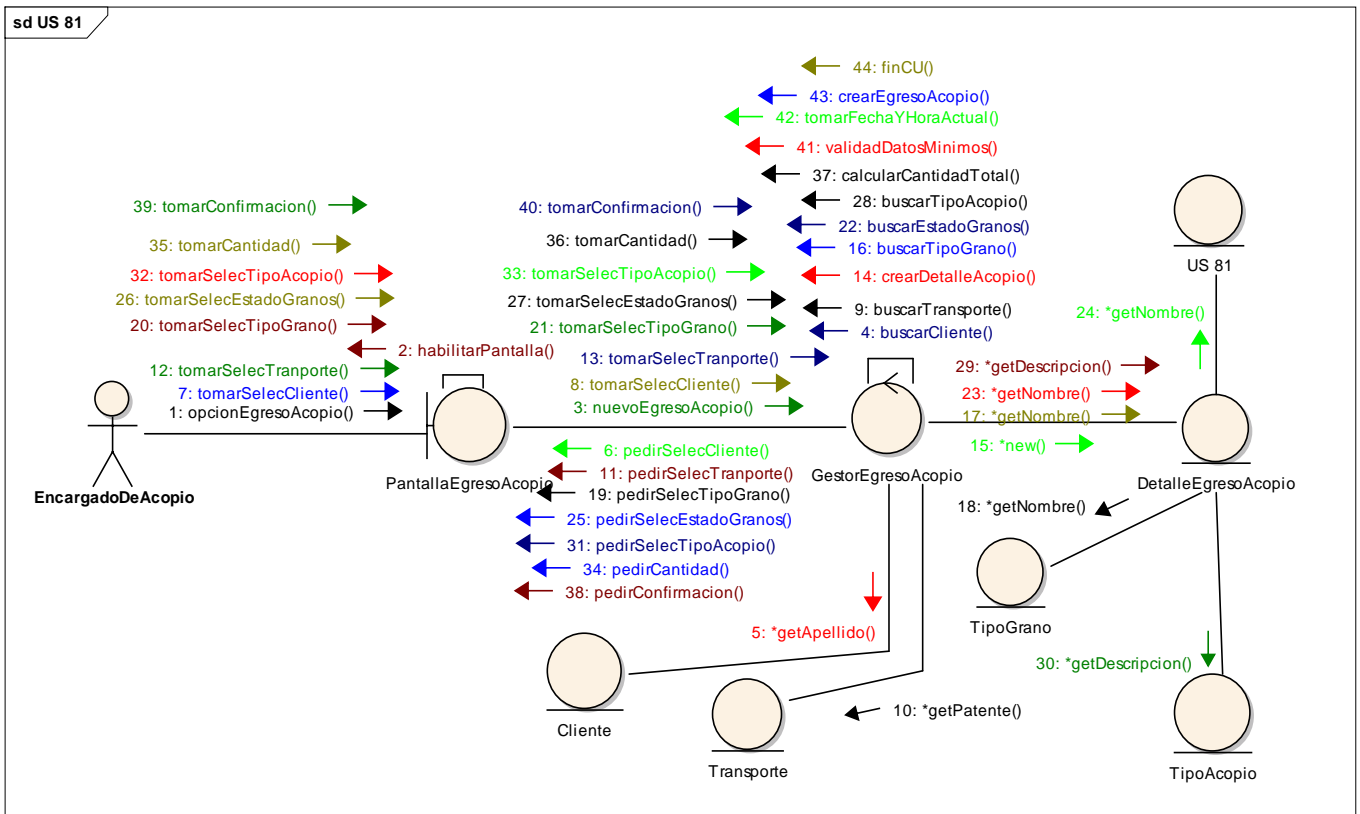 sd US 81
44: finCU()
43: crearEgresoAcopio()
42: tomarFechaYHoraActual()
41: validadDatosMinimos()
37: calcularCantidadTotal()
39: tomarConfirmacion()
40: tomarConfirmacion()
28: buscarTipoAcopio()
22: buscarEstadoGranos()
35: tomarCantidad()
36: tomarCantidad()
16: buscarTipoGrano()
32: tomarSelecTipoAcopio()
33: tomarSelecTipoAcopio()
14: crearDetalleAcopio()
US 81
26: tomarSelecEstadoGranos()
27: tomarSelecEstadoGranos()
9: buscarTransporte()
24: *getNombre()
20: tomarSelecTipoGrano()
21: tomarSelecTipoGrano()
4: buscarCliente()
2: habilitarPantalla()
13: tomarSelecTranporte()
12: tomarSelecTranporte()
29: *getDescripcion()
7: tomarSelecCliente()
8: tomarSelecCliente()
23: *getNombre()
1: opcionEgresoAcopio()
3: nuevoEgresoAcopio()
17: *getNombre()
15: *new()
6: pedirSelecCliente()
11: pedirSelecTranporte()
EncargadoDeAcopio
PantallaEgresoAcopio
GestorEgresoAcopio
DetalleEgresoAcopio
19: pedirSelecTipoGrano()
18: *getNombre()
25: pedirSelecEstadoGranos()
31: pedirSelecTipoAcopio()
34: pedirCantidad()
38: pedirConfirmacion()
TipoGrano
5: *getApellido()
30: *getDescripcion()
10: *getPatente()
Cliente
Transporte
TipoAcopio